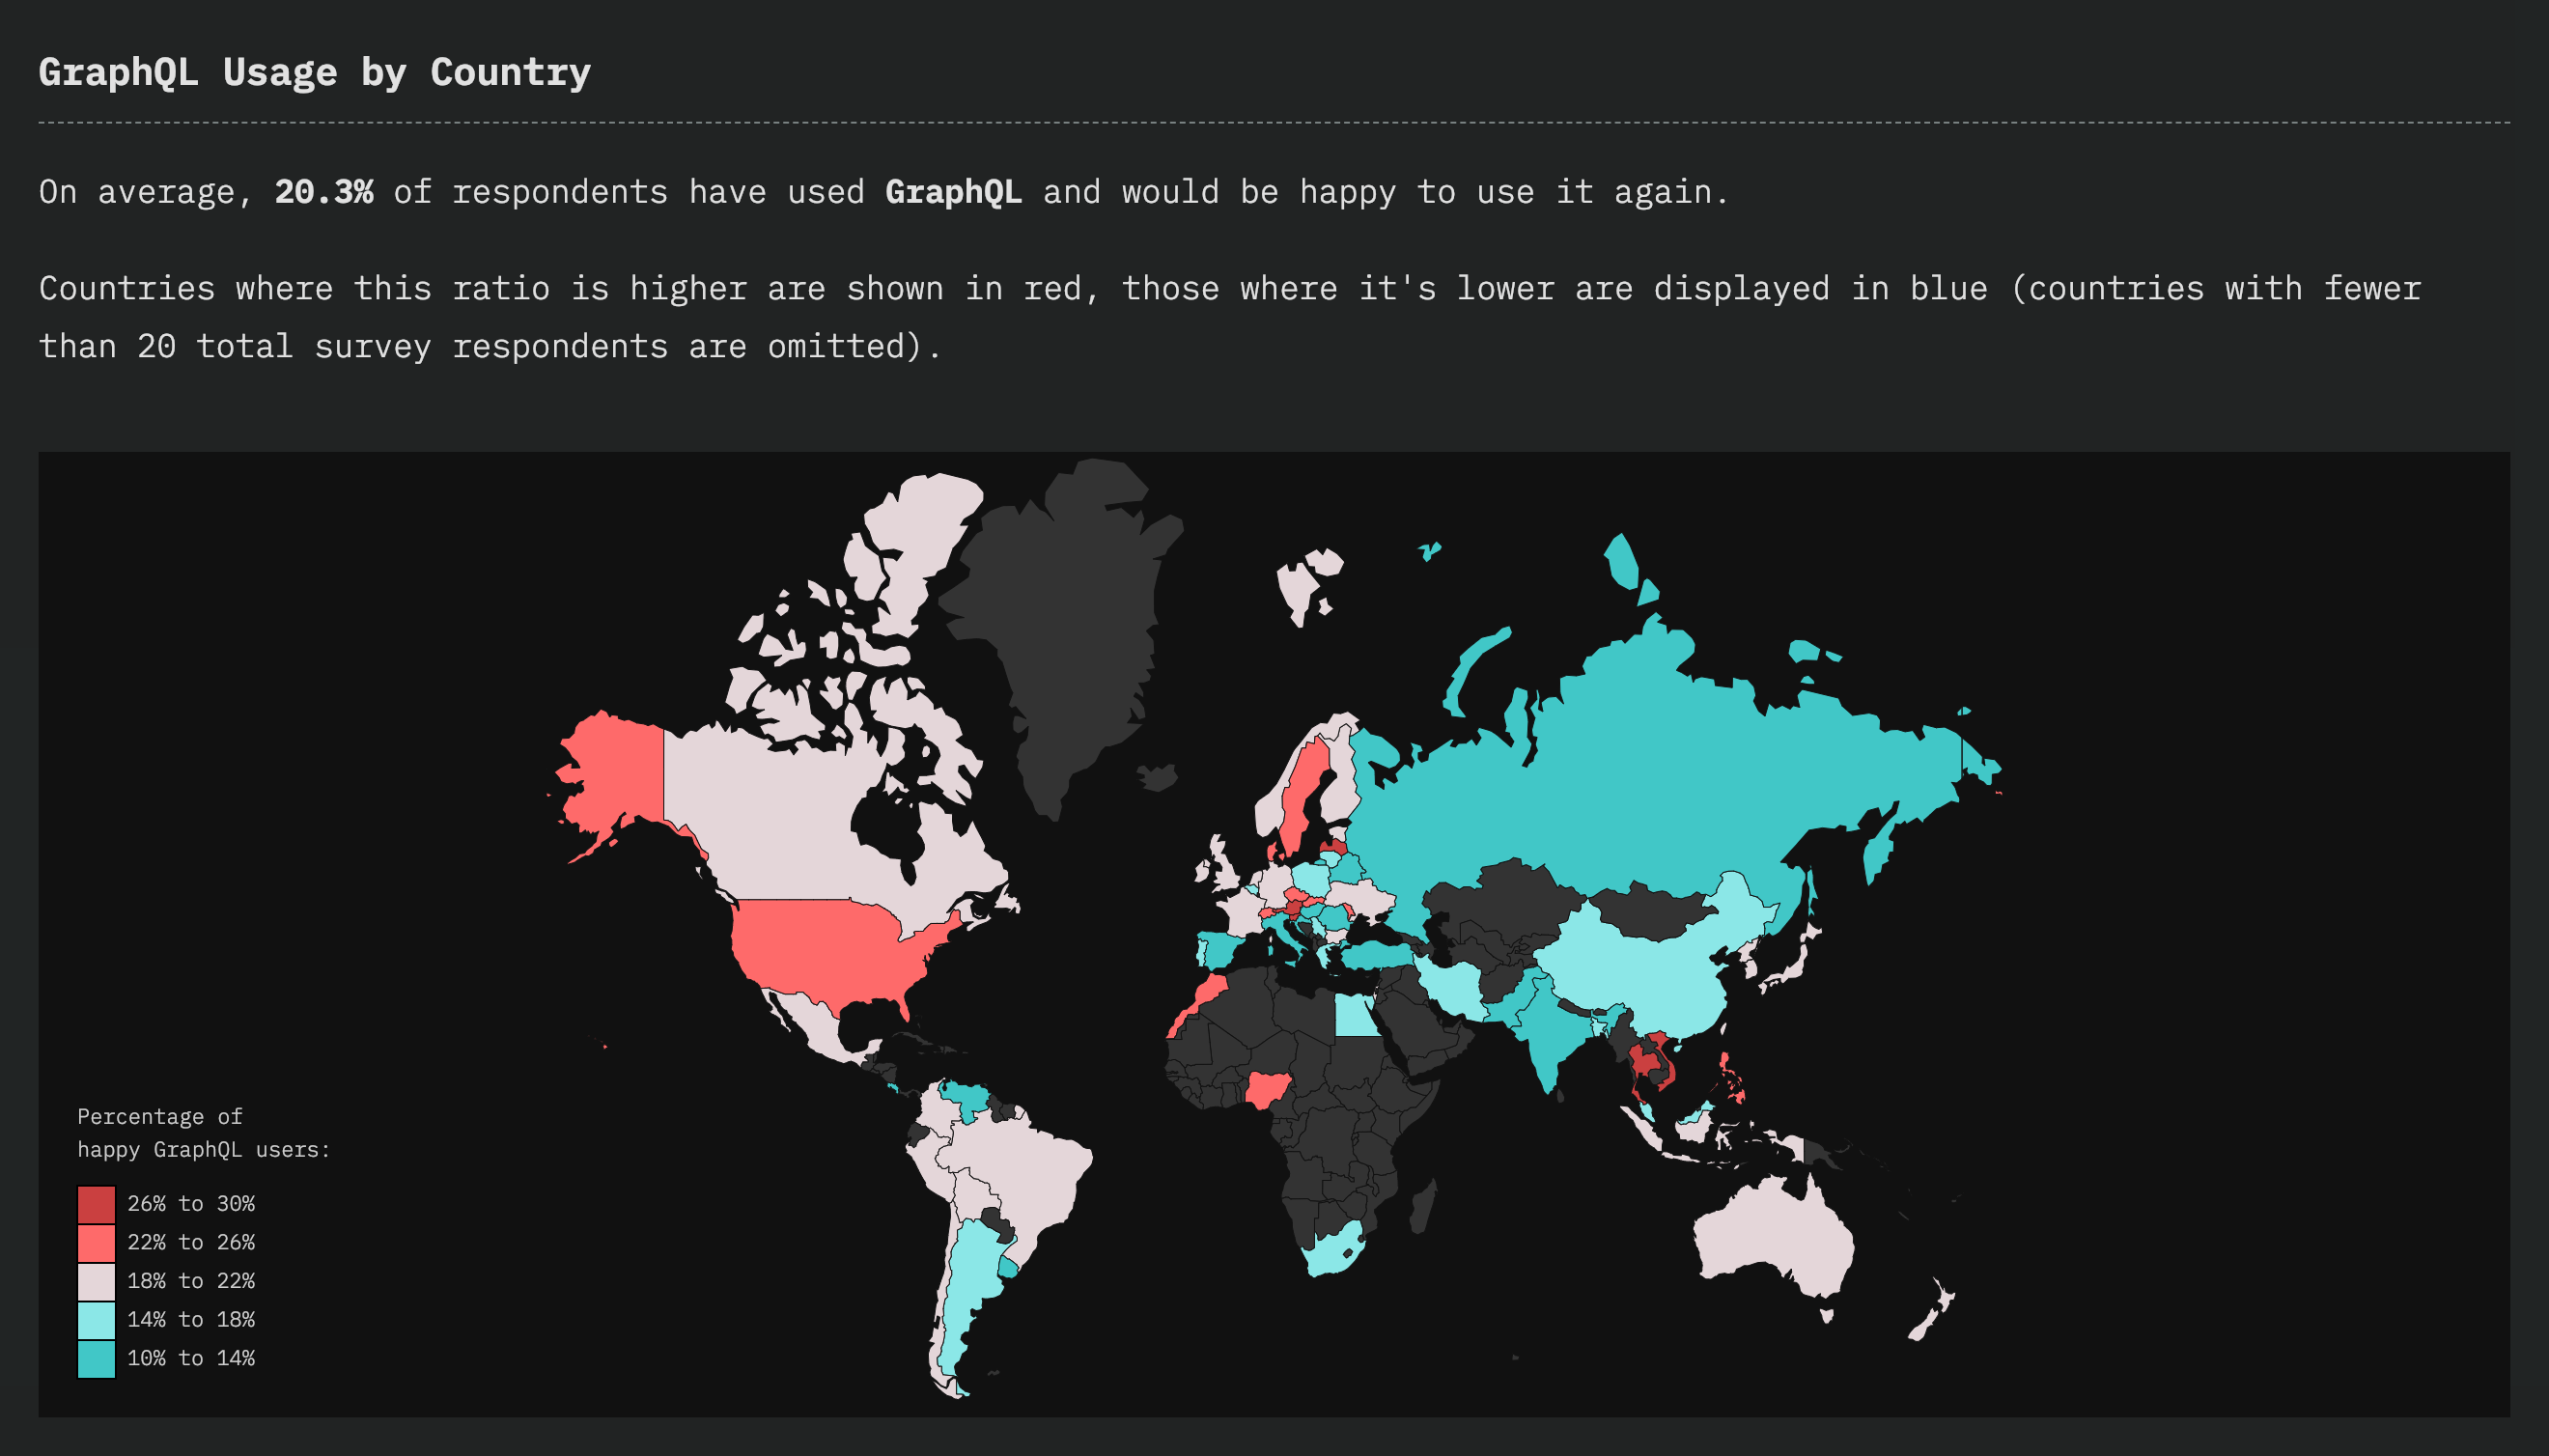 GraphQL Usage by Country
On average, 20.3% of respondents have used GraphQL and would be happy to use it again.
Countries where this ratio is higher are shown in red, those where it's lower are displayed in blue (countries with fewer
than 20 total survey respondents are omitted).
Percentage of
happy GraphQL users:
26% to 30%
22% to 26%
18% to 22%
14% to 18%
10% to 14%